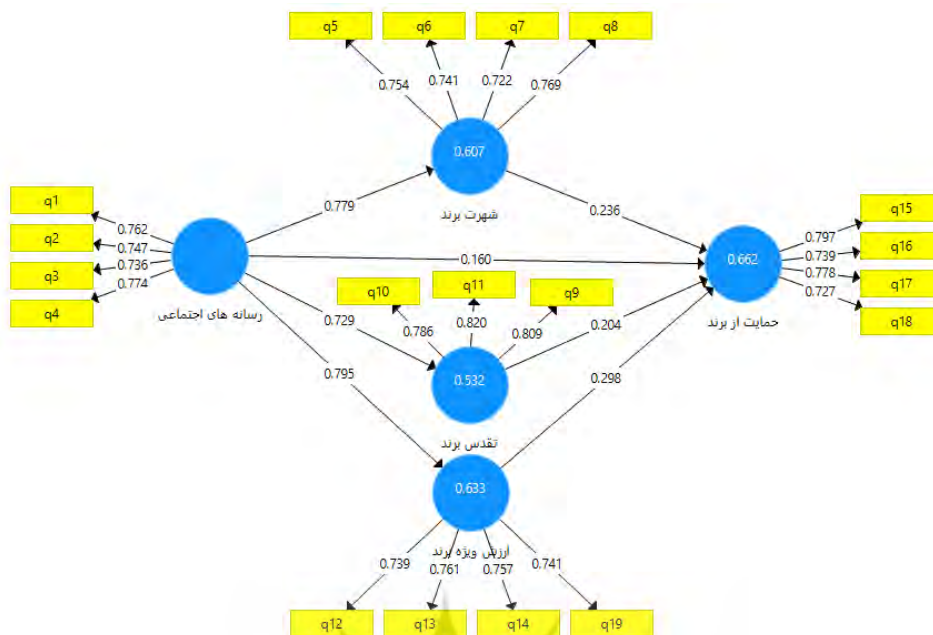 q5 q6 q7 q8
0.754 0.741 0.722 0.769
0.607
شهرت برند
q1
q2
q3
q4
0.762
0.747
0.736
0.774
رسانه های اجتماعی
0.779
0.236
0.160
0.729
0.204
0.795
0.298
q10 q11 q9
0.786 0.820 0.809
0.532
تقدس برند
0.662
حمایت از برند
0.797
0.739
0.778
0.727
q15
q16
q17
q18
0.633
ارزش ویژه برند
0.739 0.761 0.757 0.741
q12 q13 q14 q19